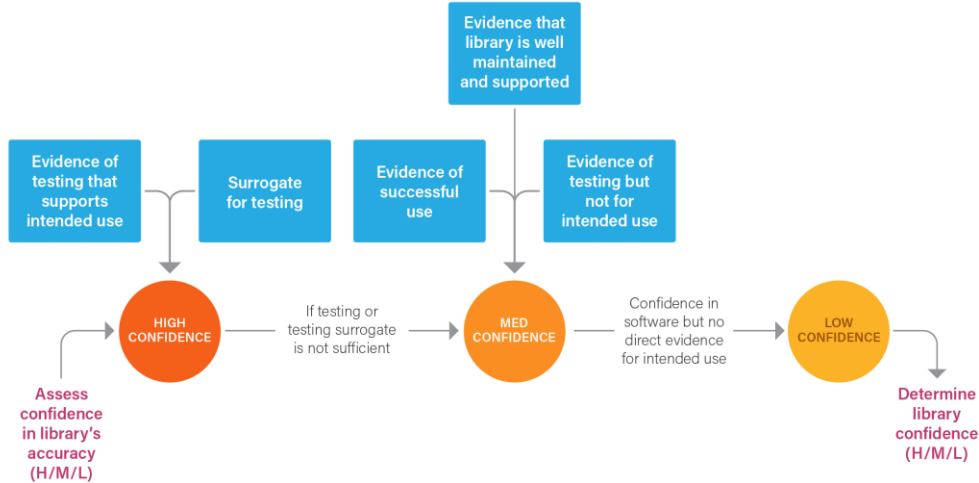 Evidence that
library is well
maintained
and supported
Evidence of
testing that
supports
intended use
Surrogate
for testing
Evidence of
successful
use
Evidence of
testing but
not for
intended use
HIGH
CONFIDENCE
If testing or
testing surrogate
is not sufficient
MED
CONFIDENCE
Confidence in
software but no
direct evidence
for intended use
LOW
CONFIDENCE
Assess
confidence
in library’s
accuracy
(H/M/L)
Determine
library
confidence
(H/M/L)